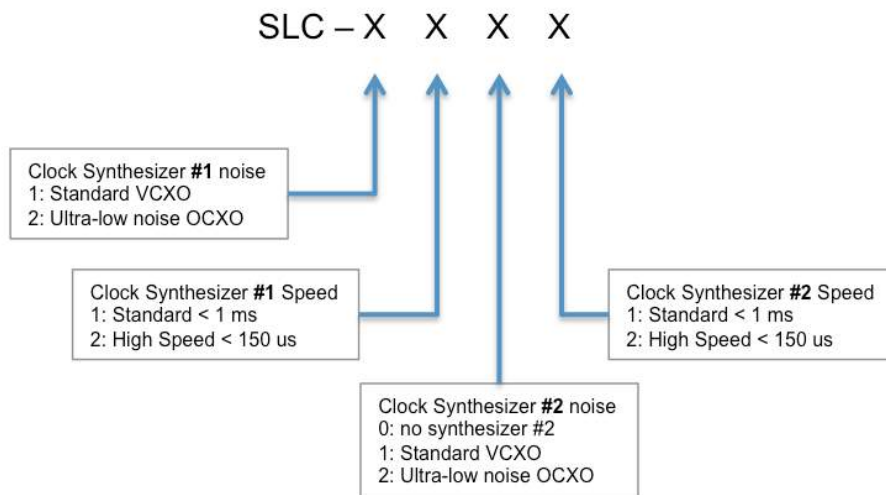 SLC – X X X X
Clock Synthesizer #1 noise
1: Standard VCXO
2: Ultra-low noise OCXO
Clock Synthesizer #1 Speed
1: Standard < 1 ms
2: High Speed < 150 us
Clock Synthesizer #2 Speed
1: Standard < 1 ms
2: High Speed < 150 us
Clock Synthesizer #2 noise
0: no synthesizer #2
1: Standard VCXO
2: Ultra-low noise OCXO